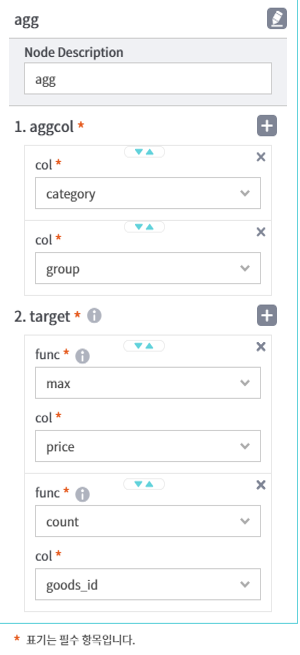 agg
Node Description
agg
1. aggcol *
col *
category
col *
group
2. target *
func *
max
col *
price
func *
count
col *
goods_id
* 표기는 필수 항목입니다.